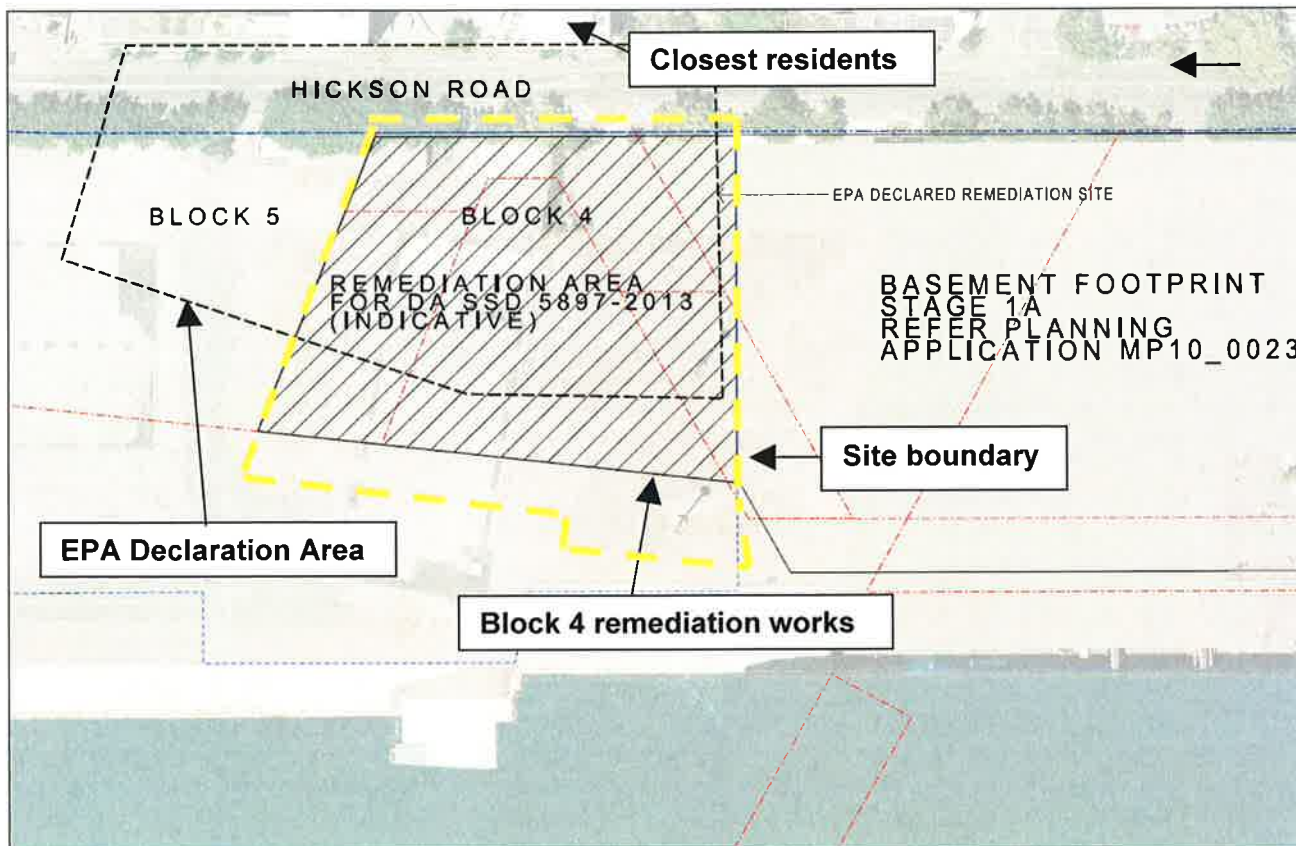 Closest residents
HICKSON ROAD
EPA DECLARED REMEDIATION SITE
BLOCK 5
BLOCK 4
REMEDIATION AREA
FOR DA SSD 5897-2013
(INDICATIVE)
BASEMENT FOOTPRINT
STAGE 1A
REFER PLANNING
APPLICATION MP10_0023
Site boundary
EPA Declaration Area
Block 4 remediation works